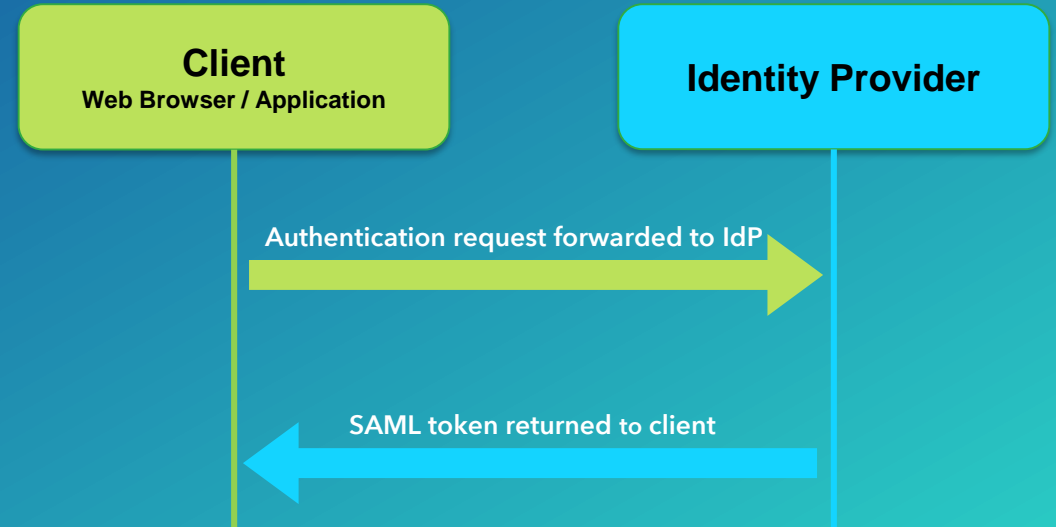 Client
Web Browser / Application
Identity Provider
Authentication request forwarded to IdP
SAML token returned to client